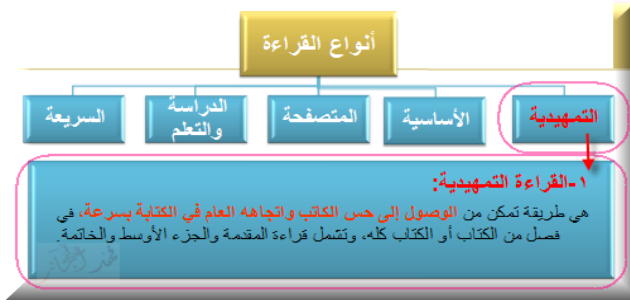 أنواع القراءة
التمهيدية
الأساسية
المتصفحة
الدراسة
والتعلم
السريعة
١-القراءة التمهيدية:
هي طريقة تمكن من الوصول إلى حس الكاتب واتجاهه العام في الكتابة بسرعة، في
فصل من الكتاب أو الكتاب كله، وتشمل قراءة المقدمة والجزء الأوسط والخاتمة.